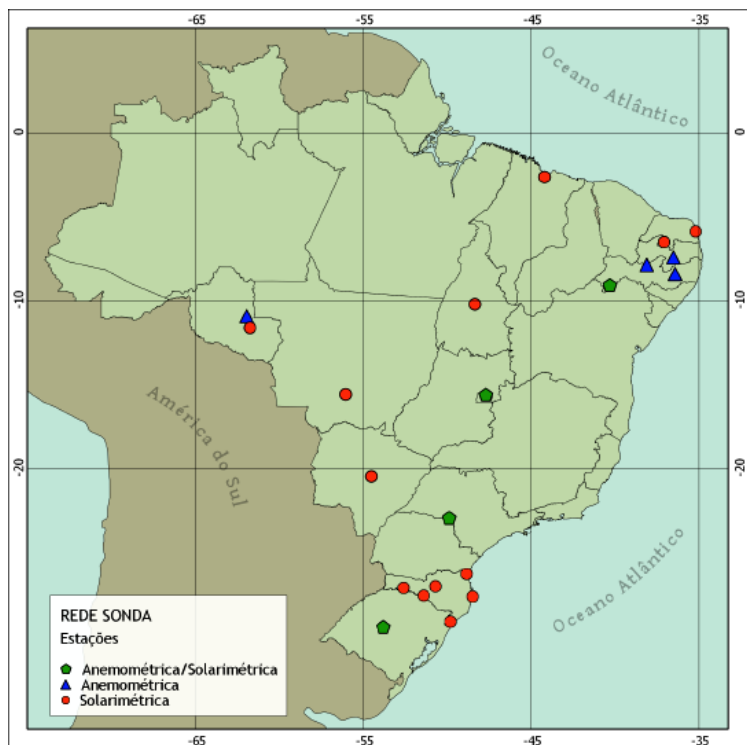 -65 -55 -45 -35
Oceano Atlântico
0 0
-10 -10
América do Sul
-20 -20
Oceano Atlântico
REDE SONDA
Estações
Anemométrica/Solarimétrica
Anemométrica
Solarimétrica
-65 -55 -45 -35